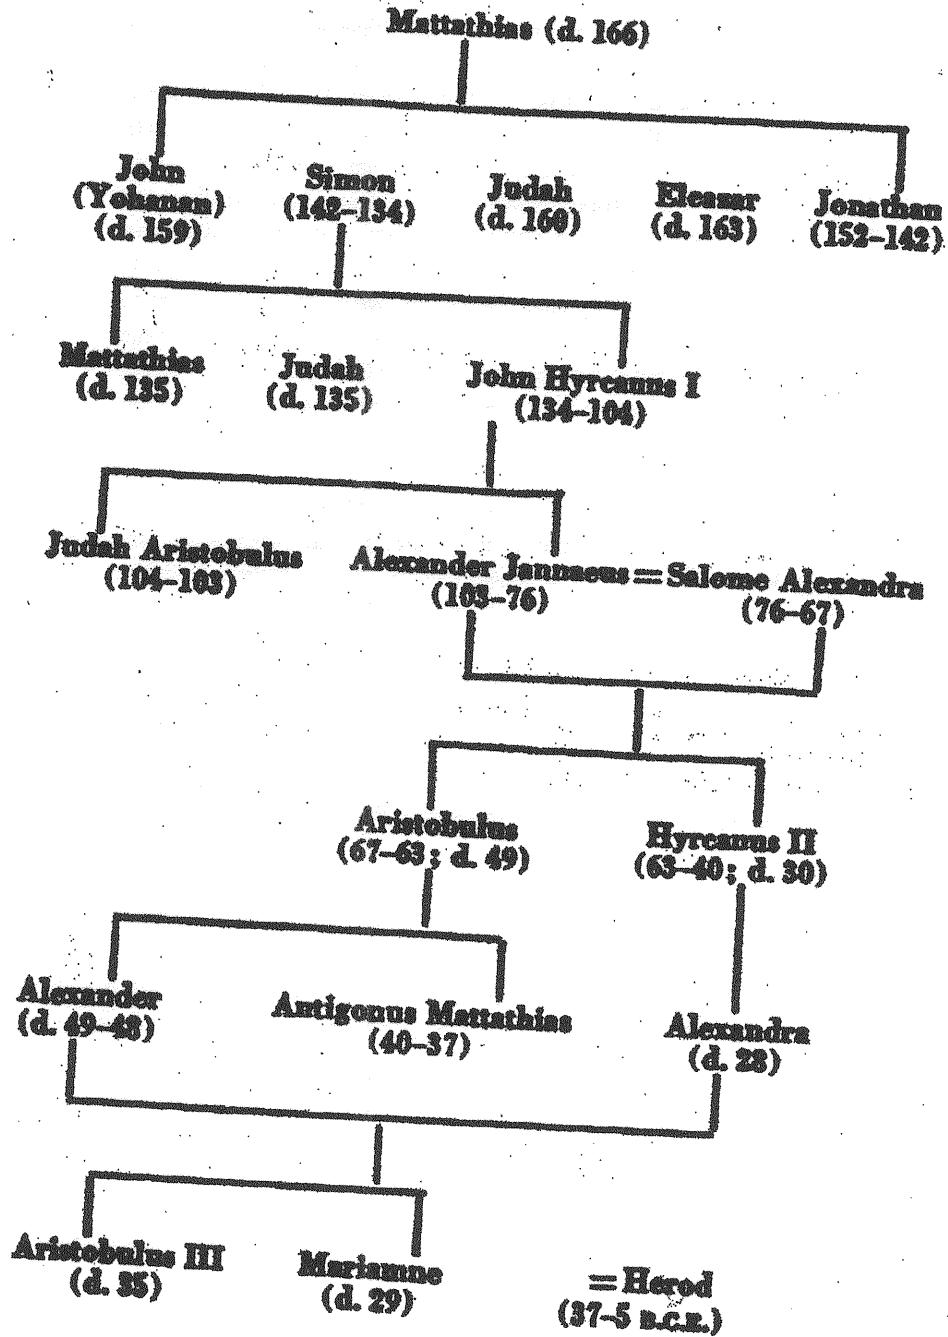 Mattathias (d. 166)
John
(Yohanan)
(d. 159)
Simon
(142–134)
Judah
(d. 160)
Eleazar
(d. 163)
Jonathan
(152–142)
Mattathias
(d. 135)
Judah
(d. 135)
John Hyrcanus I
(134–104)
Judah Aristobulus
(104–103)
Alexander Jannaeus = Salome Alexandra
(103–76)
(76–67)
Aristobulus
(67–63; d. 49)
Hyrcanus II
(63–40; d. 30)
Alexander
(d. 49–48)
Antigonus Mattathias
(40–37)
Alexandra
(d. 28)
Aristobulus III
(d. 35)
Mariamne
(d. 29)
= Herod
(37–5 B.C.E.)